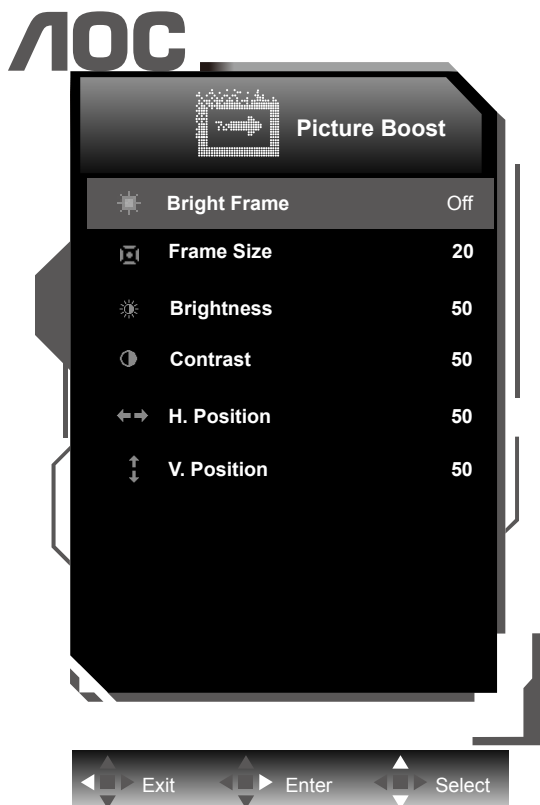 AOC
Picture Boost
Bright Frame Off
Frame Size 20
Brightness 50
Contrast 50
H. Position 50
V. Position 50
Exit Enter Select